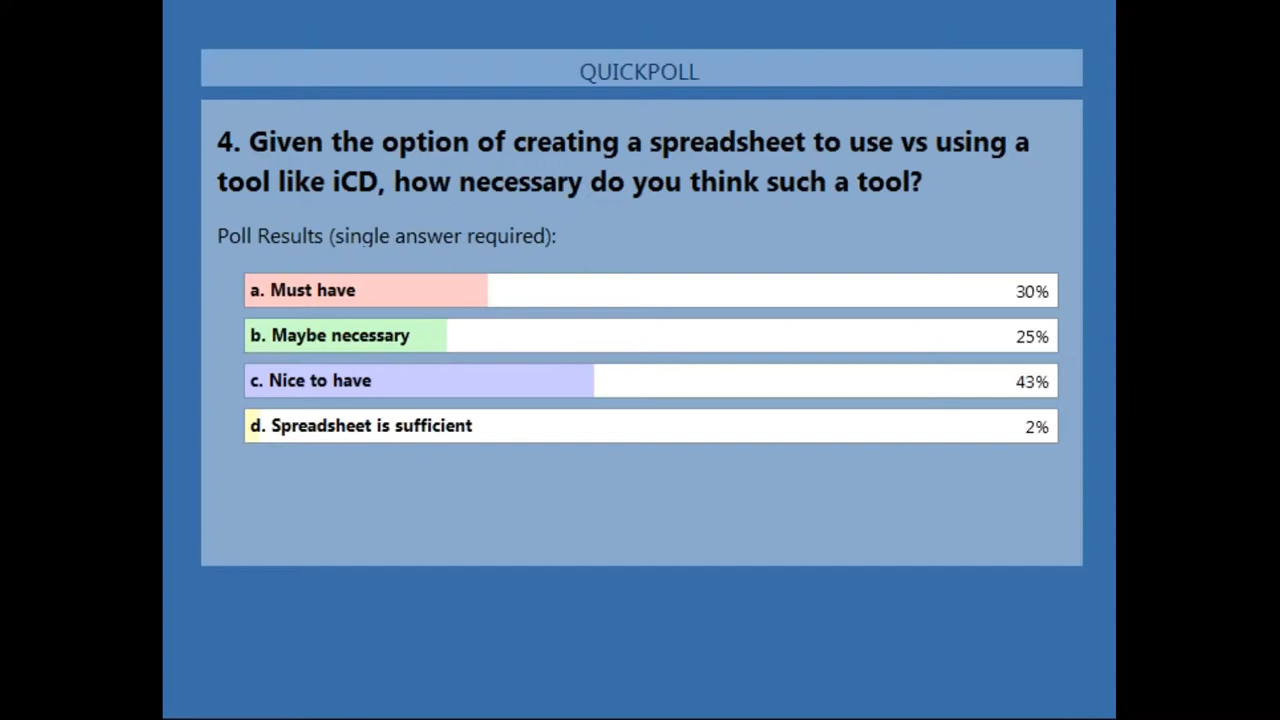 QUICKPOLL
4. Given the option of creating a spreadsheet to use vs using a
tool like iCD, how necessary do you think such a tool?
Poll Results (single answer required):
a. Must have 30%
b. Maybe necessary 25%
c. Nice to have 43%
d. Spreadsheet is sufficient 2%